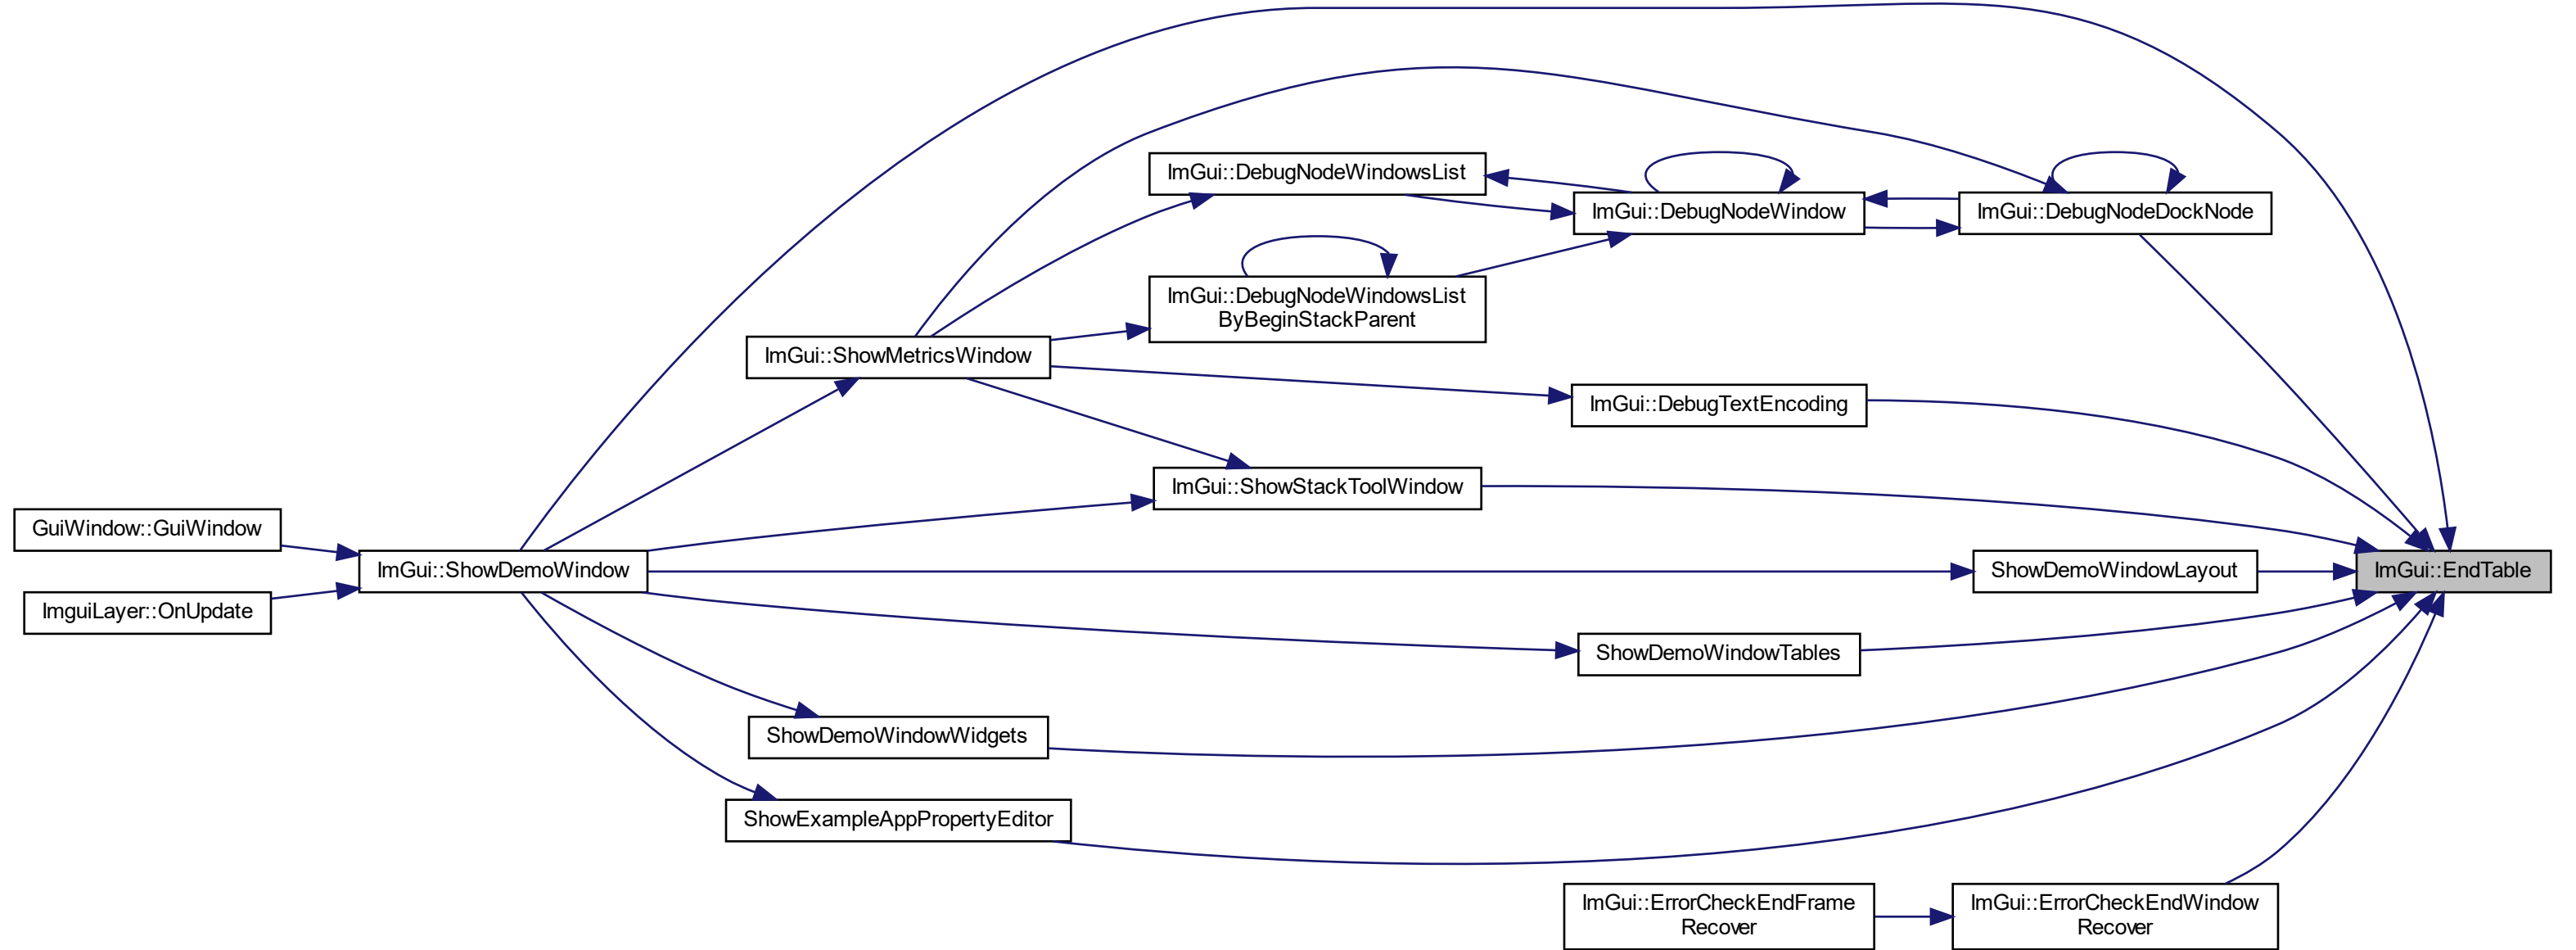 ImGui::DebugNodeWindowsList
ImGui::DebugNodeWindow
ImGui::DebugNodeDockNode
ImGui::DebugNodeWindowsList
ByBeginStackParent
ImGui::ShowMetricsWindow
ImGui::DebugTextEncoding
ImGui::ShowStackToolWindow
GuiWindow::GuiWindow
ImGui::ShowDemoWindow
ShowDemoWindowLayout
ImGui::EndTable
ImguiLayer::OnUpdate
ShowDemoWindowTables
ShowDemoWindowWidgets
ShowExampleAppPropertyEditor
ImGui::ErrorCheckEndFrame
Recover
ImGui::ErrorCheckEndWindow
Recover